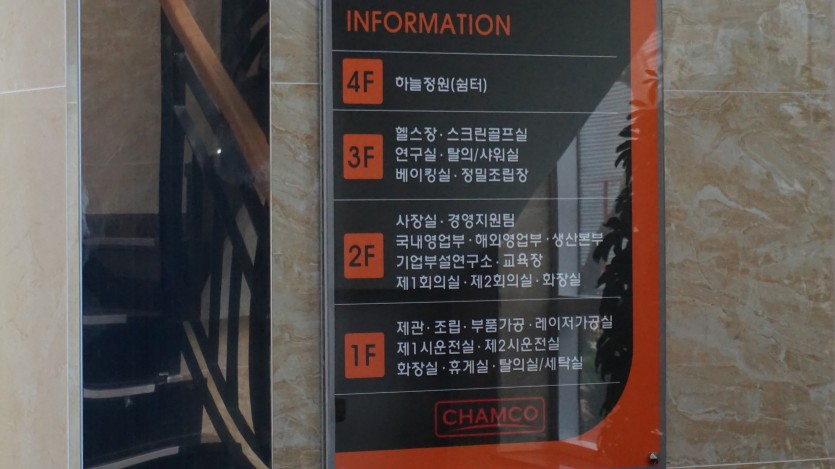 INFORMATION
4F
하늘정원(쉼터)
3F
헬스장 · 스크린골프실
연구실 · 탈의/샤워실
베이킹실 · 정밀조립장
2F
사장실 · 경영지원팀
국내영업부 · 해외영업부 · 생산본부
기업부설연구소 · 교육장
제1회의실 · 제2회의실 · 화장실
1F
제관 · 조립 · 부품가공 · 레이저가공실
제1시운전실 · 제2시운전실
화장실 · 휴게실 · 탈의실/세탁실
CHAMCO